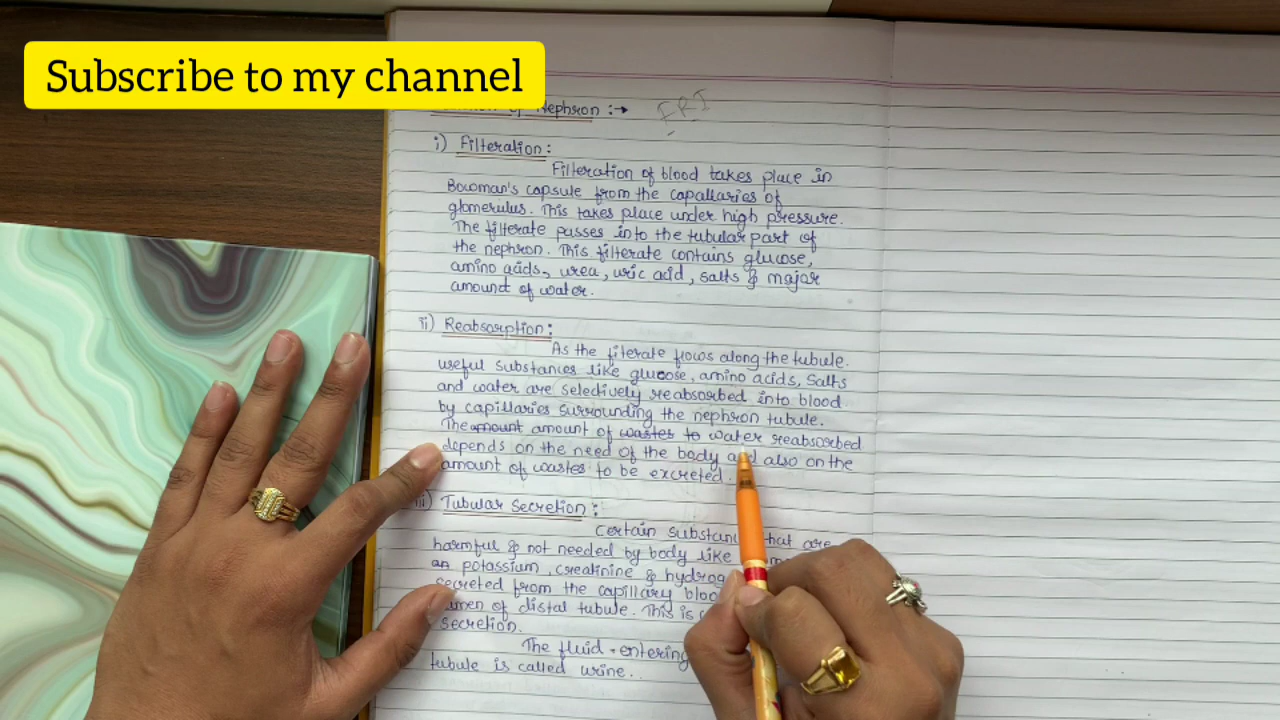 Subscribe to my channel
Nephron :→ FRI
i) Filteration:
Filteration of blood takes place in
Bowman's capsule from the capallaries of
glomerulus. This takes place under high pressure.
The filterate passes into the tubular part of
the nephron. This filterate contains glucose,
amino acids, urea, uric acid, salts & major
amount of water.
ii) Reabsorption:
As the fiterate flows along the tubule.
useful substances like glucose, amino acids, salts
and water are selectively reabsorbed into blood
by capillaries surrounding the nephron tubule.
The amount amount of wastes to water reabsorbed
depends on the need of the body and also on the
amount of wastes to be excreted.
iii) Tubular Secretion:
Certain substances that are
harmful & not needed by body like
potassium, creatinine &
secreted from the capillary
lumen of distal tubule. This is
secretion.
The fluid entering
tubule is called urine..